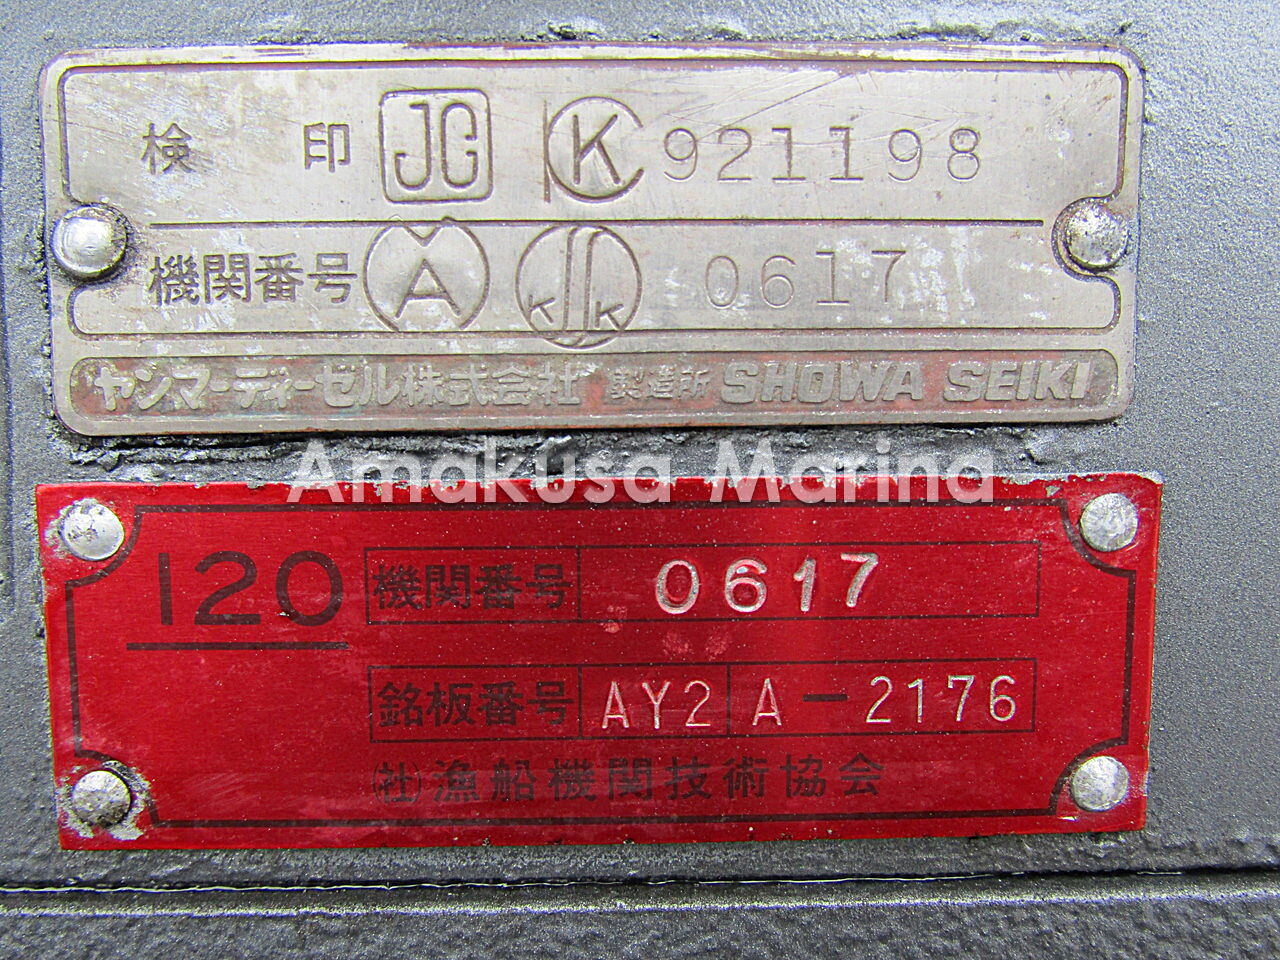 検 印 JG K 921198
機関番号 A K K 0617
ヤンマーディーゼル株式会社 製造所 SHOWA SEIKI
Amakusa Marina
120 機関番号 0617
銘板番号 AY2 A-2176
(社)漁船機関技術協会